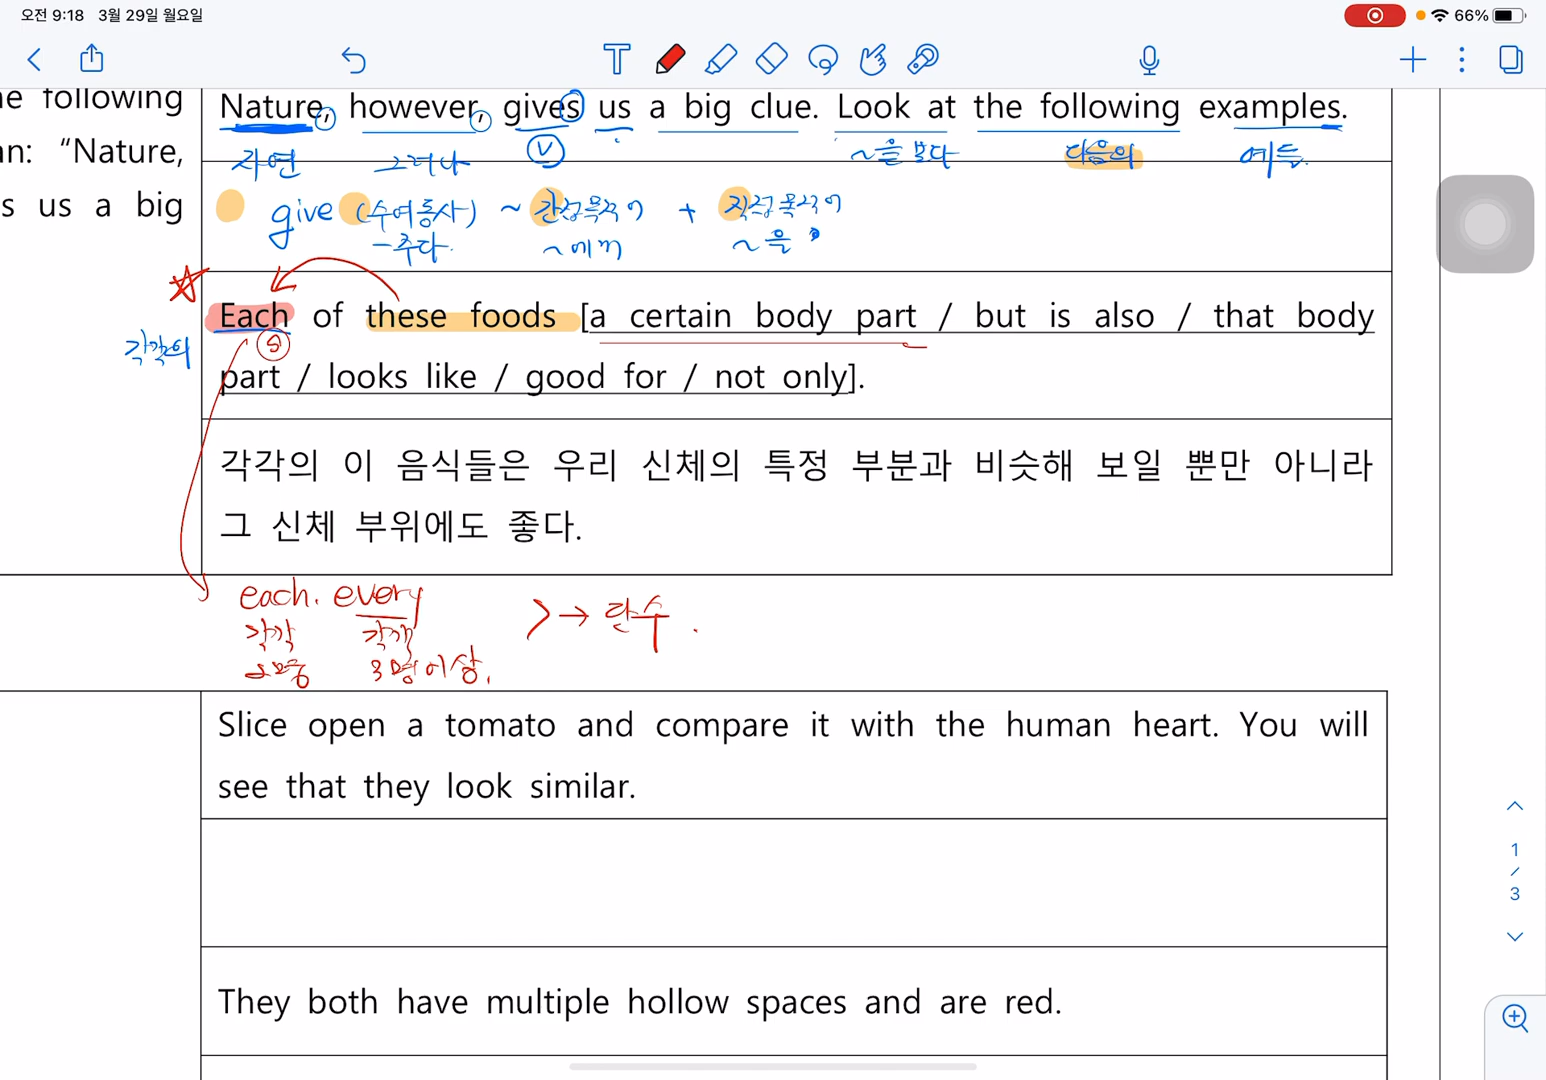 오전 9:18 3월 29일 월요일
66%
e following
Nature, however, gives us a big clue. Look at the following examples.
an: “Nature,
자연 그러나 V ~을 보다 다음의 예들
s us a big
give (수여동사) ~ 간접목적어 + 직접목적어
-주다. ~에게 ~을
Each of these foods [a certain body part / but is also / that body
각각의 S
part / looks like / good for / not only].
각각의 이 음식들은 우리 신체의 특정 부분과 비슷해 보일 뿐만 아니라
그 신체 부위에도 좋다.
each. every
각각 → 단수.
3명이상.
Slice open a tomato and compare it with the human heart. You will
see that they look similar.
1
/
3
They both have multiple hollow spaces and are red.